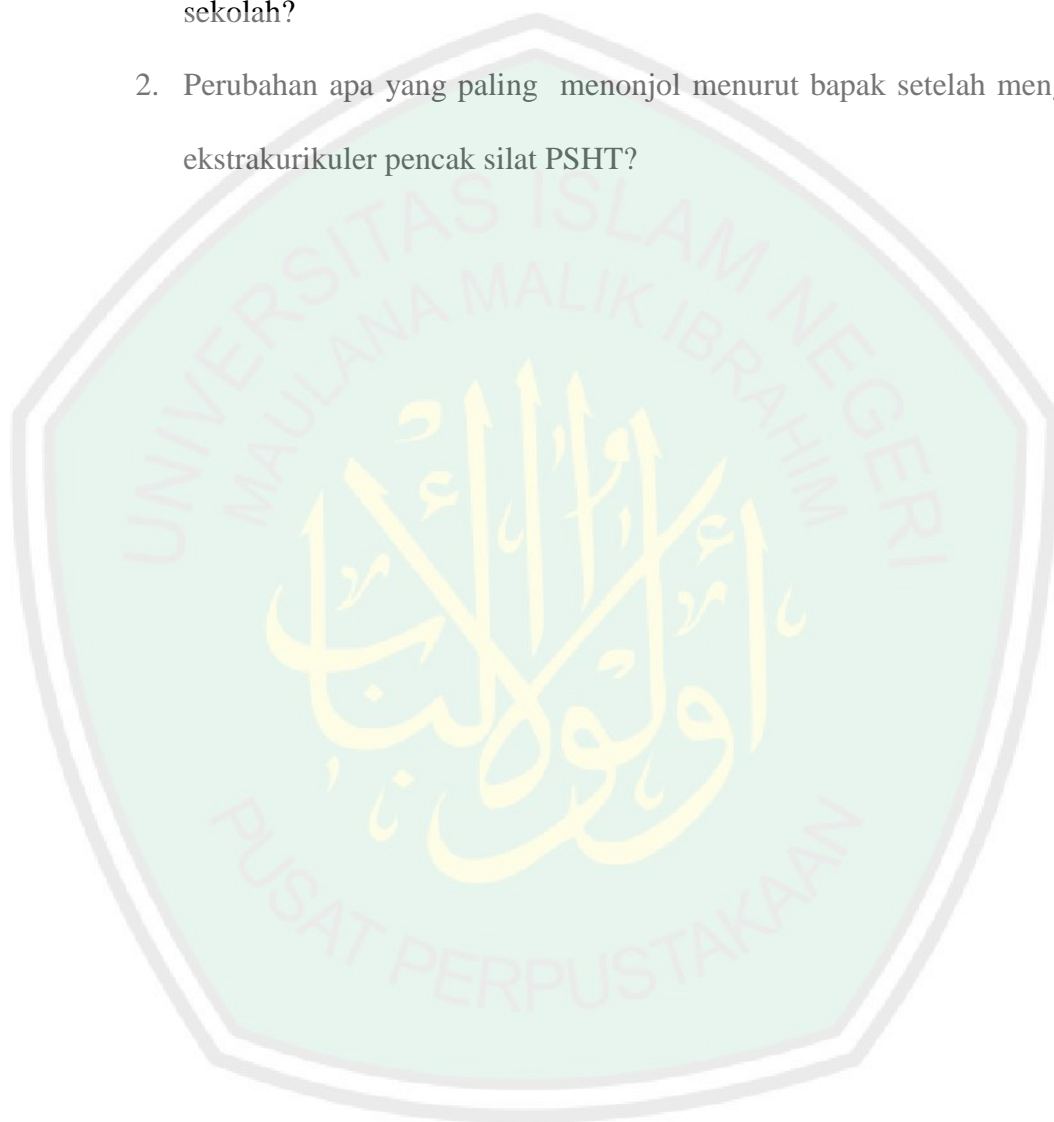 sekolah?
2. Perubahan apa yang paling menonjol menurut bapak setelah
ekstrakurikuler pencak silat PSHT?
UNIVERSITAS ISLAM NEGERI
MAULANA MALIK IBRAHIM
أولوا الألباب
PUSAT PERPUSTAKAAN